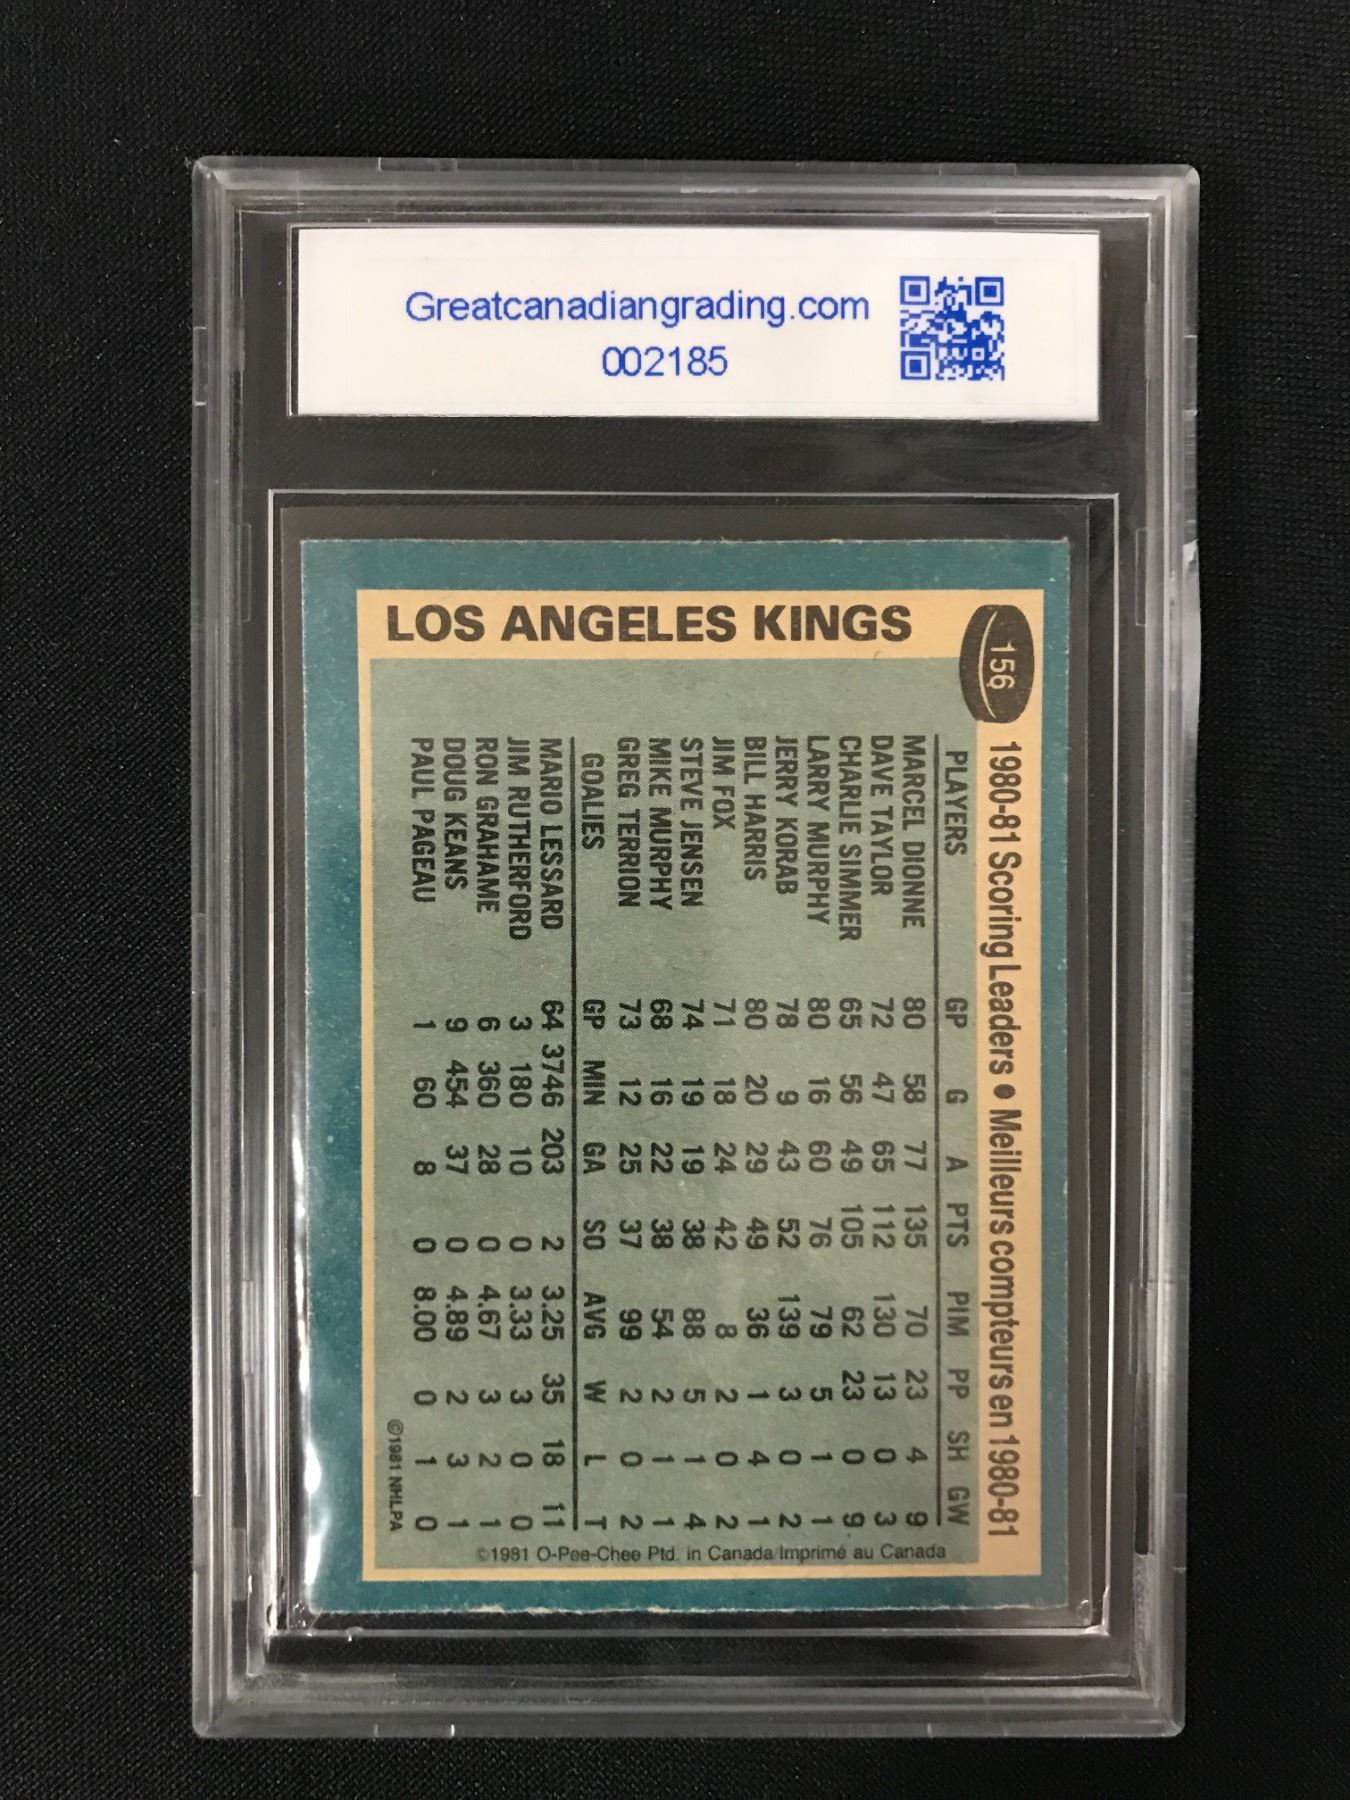 Greatcanadiangrading.com
002185
LOS ANGELES KINGS
156
1980-81 Scoring Leaders • Meilleurs compteurs en 1980-81
PLAYERS GP G A PTS PIM PP SH GW
MARCEL DIONNE 80 58 77 135 70 23 4 9
DAVE TAYLOR 72 47 65 112 130 13 0 3
CHARLIE SIMMER 65 56 49 105 62 23 0 9
LARRY MURPHY 80 16 60 76 79 5 1 1
JERRY KORAB 78 9 43 52 139 3 0 2
BILL HARRIS 80 20 29 49 36 1 4 1
JIM FOX 71 18 24 42 8 2 0 2
STEVE JENSEN 74 19 19 38 88 5 1 4
MIKE MURPHY 68 16 22 38 54 2 1 1
GREG TERRION 73 12 25 37 99 2 0 2
GOALIES GP MIN GA SO AVG W L T
MARIO LESSARD 64 3746 203 2 3.25 35 18 11
JIM RUTHERFORD 3 180 10 0 3.33 3 0 0
RON GRAHAME 6 360 28 0 4.67 3 2 1
DOUG KEANS 9 454 37 0 4.89 2 3 1
PAUL PAGEAU 1 60 8 0 8.00 0 1 0
©1981 NHLPA
©1981 O-Pee-Chee Ptd. in Canada/Imprimé au Canada